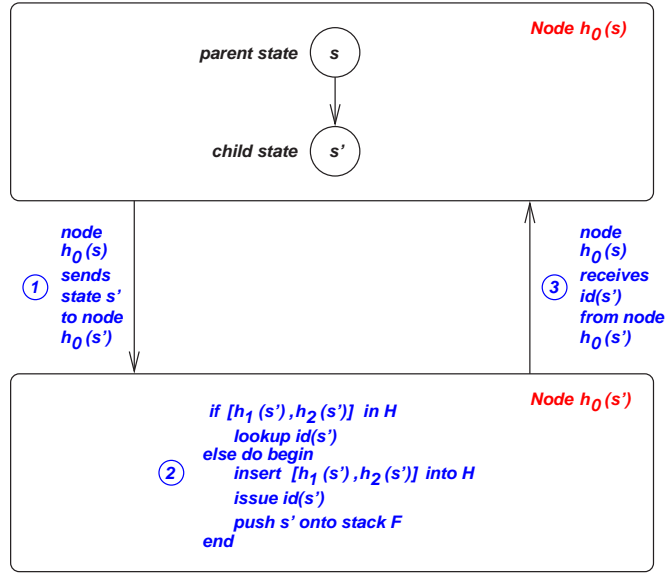 Node h0(s)
parent state s
child state s’
node
h0(s)
1 sends
state s’
to node
h0(s’)
node
h0(s)
3 receives
id(s’)
from node
h0(s’)
Node h0(s’)
if [h1(s’),h2(s’)] in H
lookup id(s’)
else do begin
2 insert [h1(s’),h2(s’)] into H
issue id(s’)
push s’ onto stack F
end